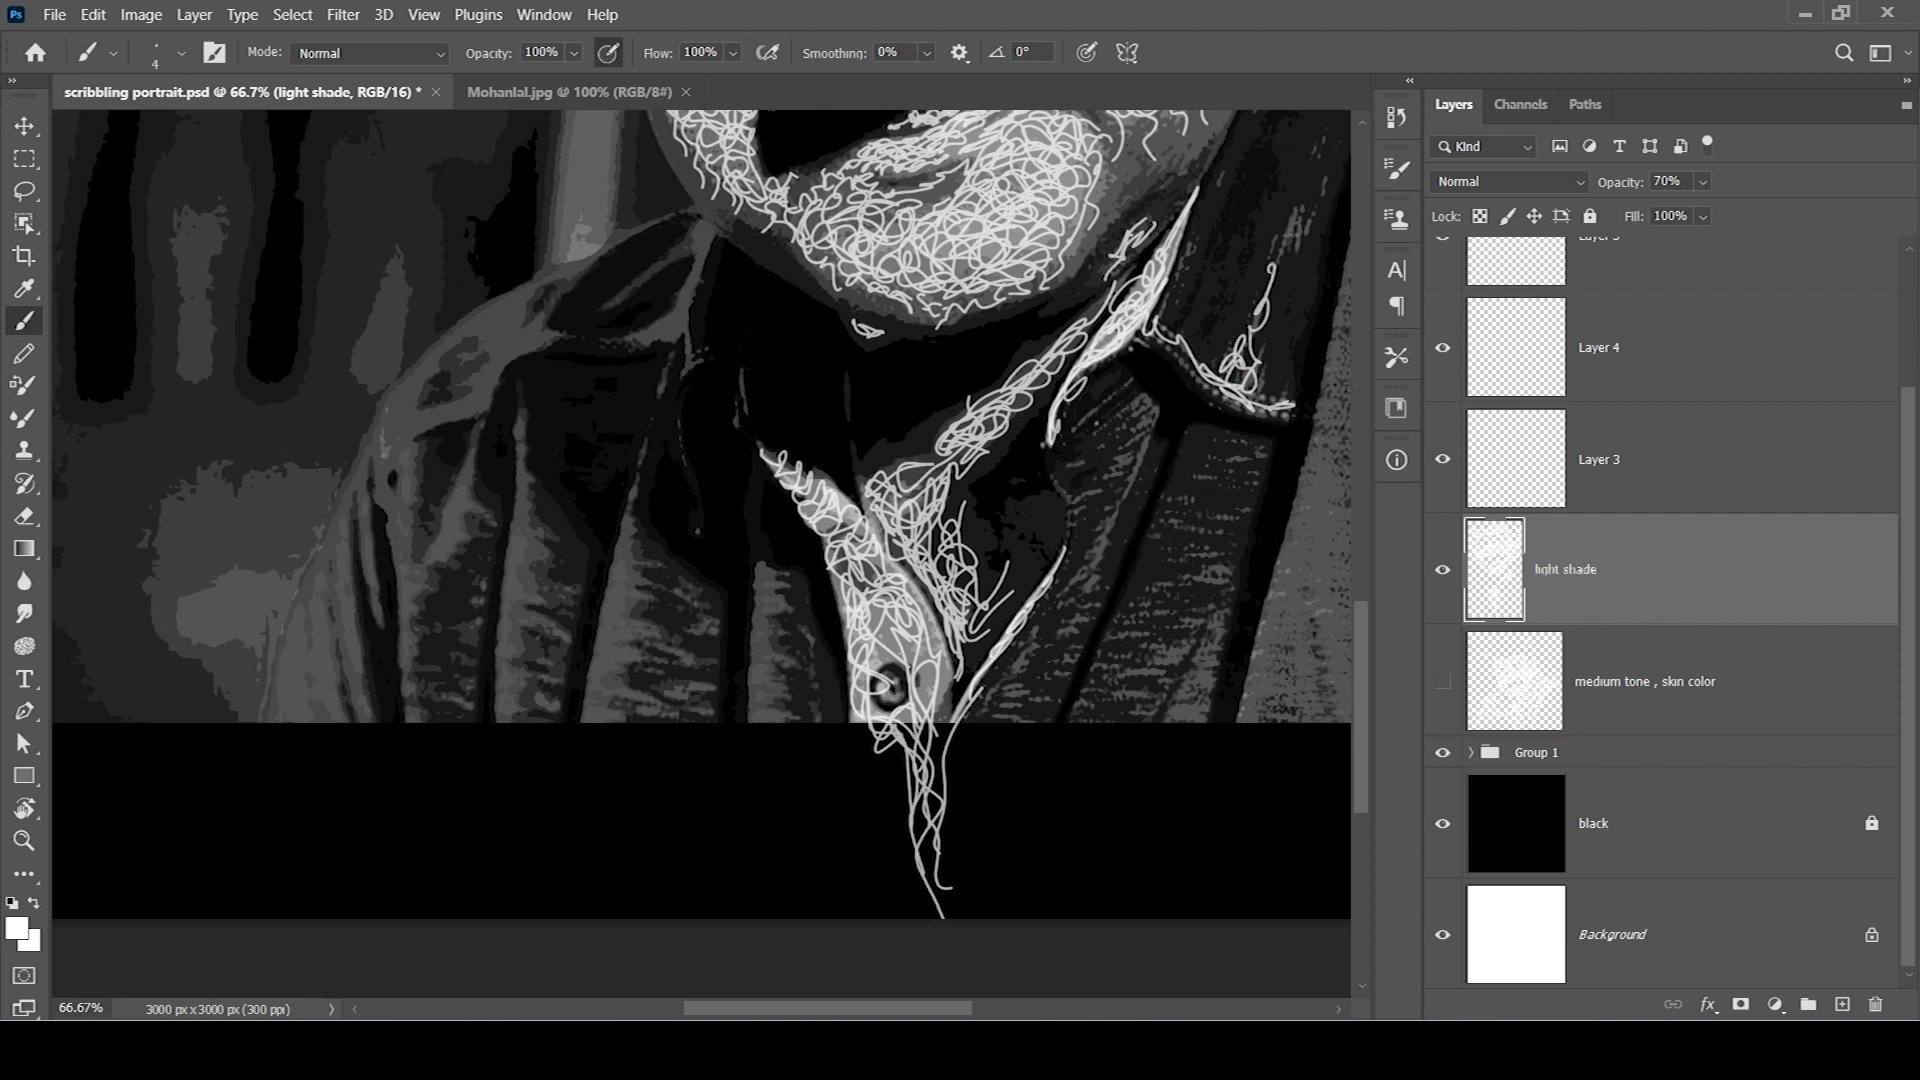 Ps File Edit Image Layer Type Select Filter 3D View Plugins Window Help
4 Mode: Normal Opacity: 100% Flow: 100% Smoothing: 0% 0°
scribbling portrait.psd @ 66.7% (light shade, RGB/16) * × Mohanlal.jpg @ 100% (RGB/8#) ×
Layers Channels Paths
Kind
Normal Opacity: 70%
Lock: Fill: 100%
Layer 4
Layer 3
light shade
medium tone , skin color
Group 1
black
Background
66.67% 3000 px x 3000 px (300 ppi)